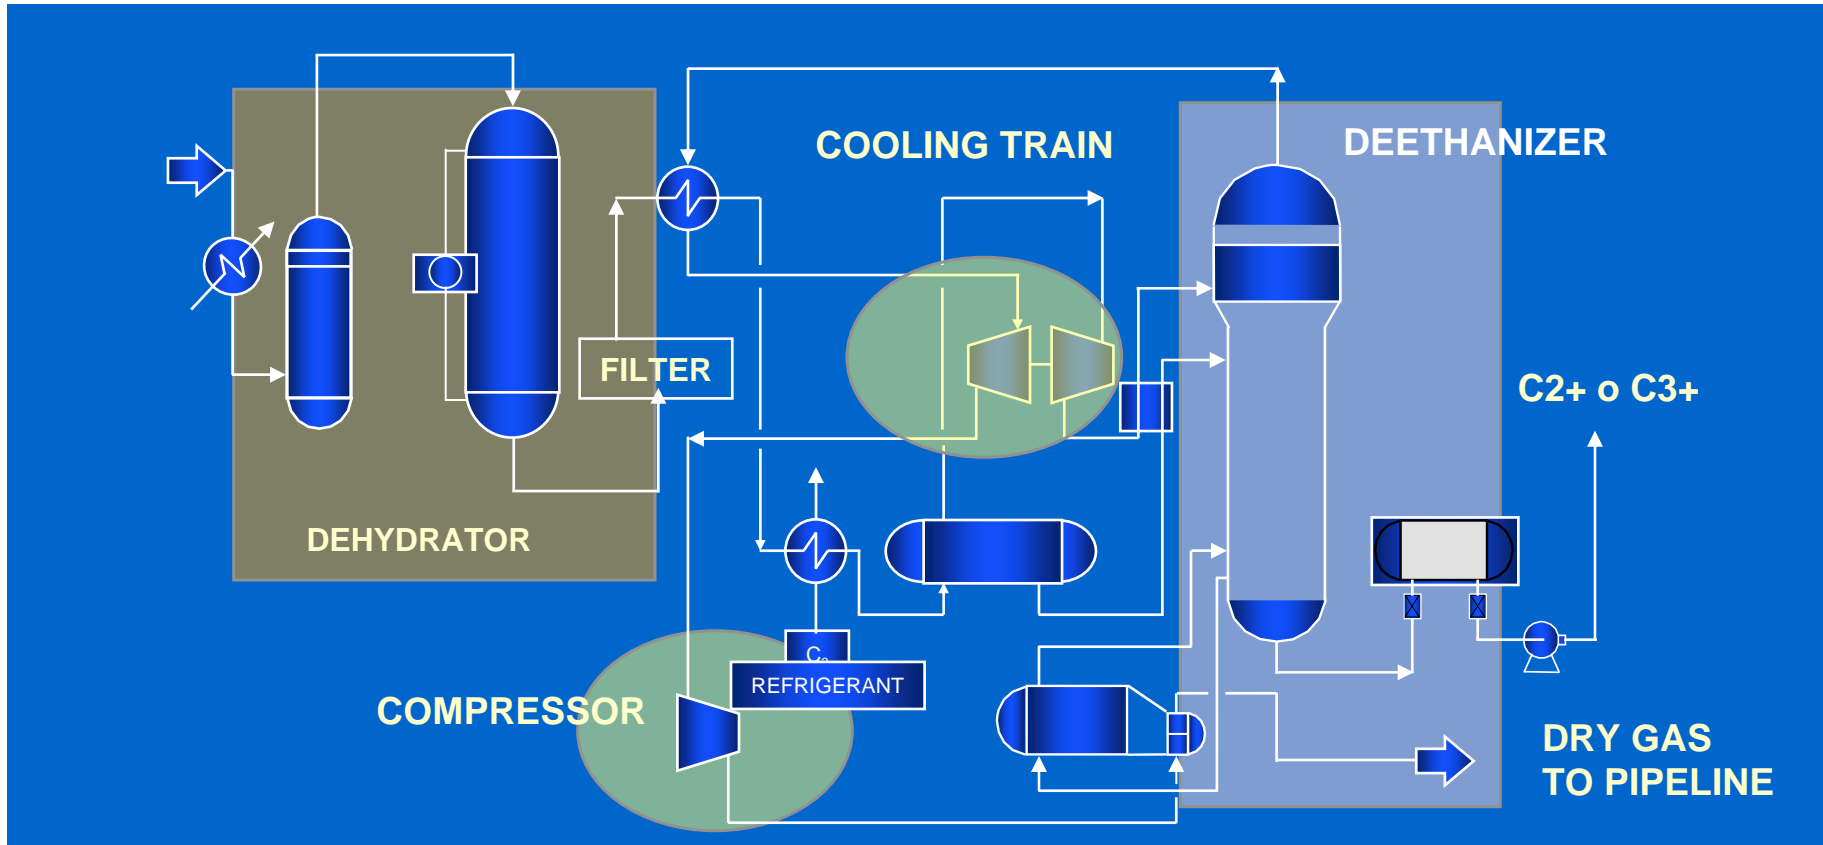 COOLING TRAIN
DEETHANIZER
FILTER
C2+ o C3+
DEHYDRATOR
REFRIGERANT
COMPRESSOR
DRY GAS
TO PIPELINE